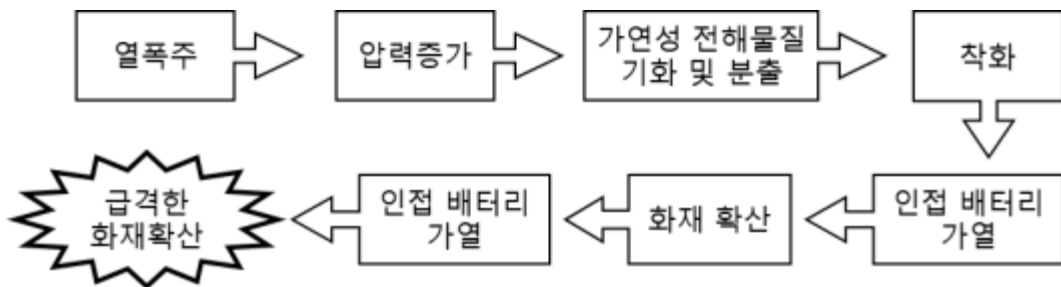 열폭주
압력증가
가연성 전해물질
기화 및 분출
착화
인접 배터리
가열
화재 확산
인접 배터리
가열
급격한
화재확산